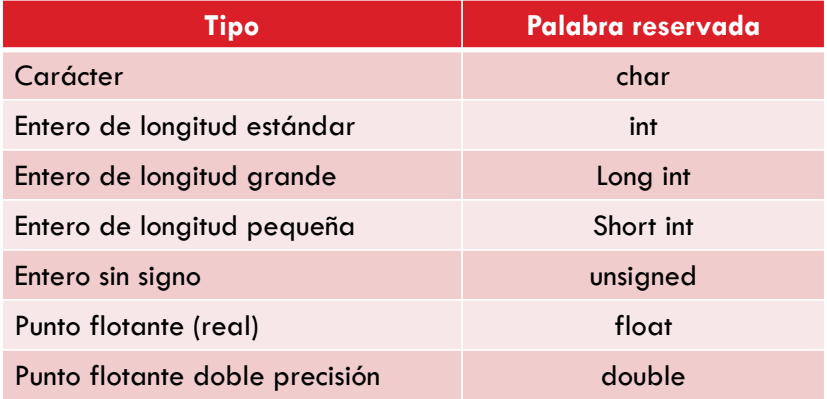 Tipo Palabra reservada
Carácter char
Entero de longitud estándar int
Entero de longitud grande Long int
Entero de longitud pequeña Short int
Entero sin signo unsigned
Punto flotante (real) float
Punto flotante doble precisión double